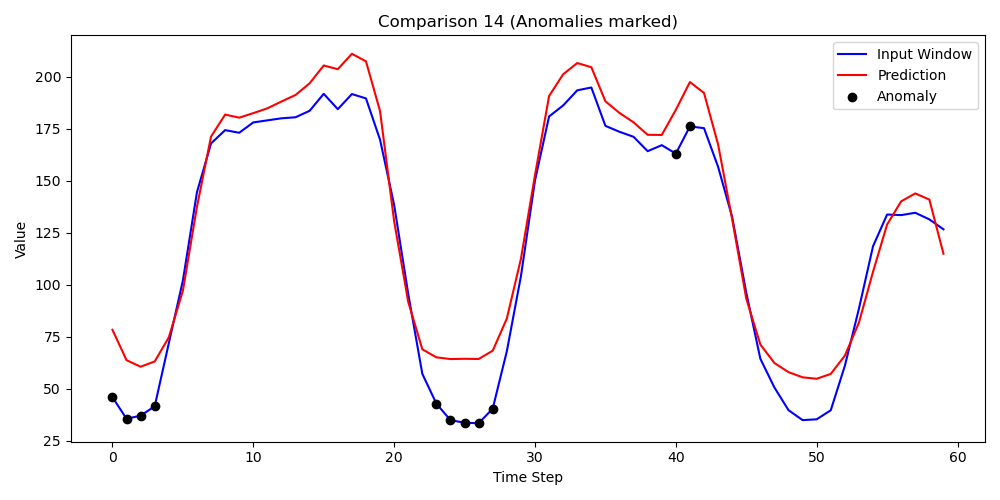 Comparison 14 (Anomalies marked)
Input Window
Prediction
Anomaly
Value
200
175
150
125
100
75
50
25
0 10 20 30 40 50 60
Time Step